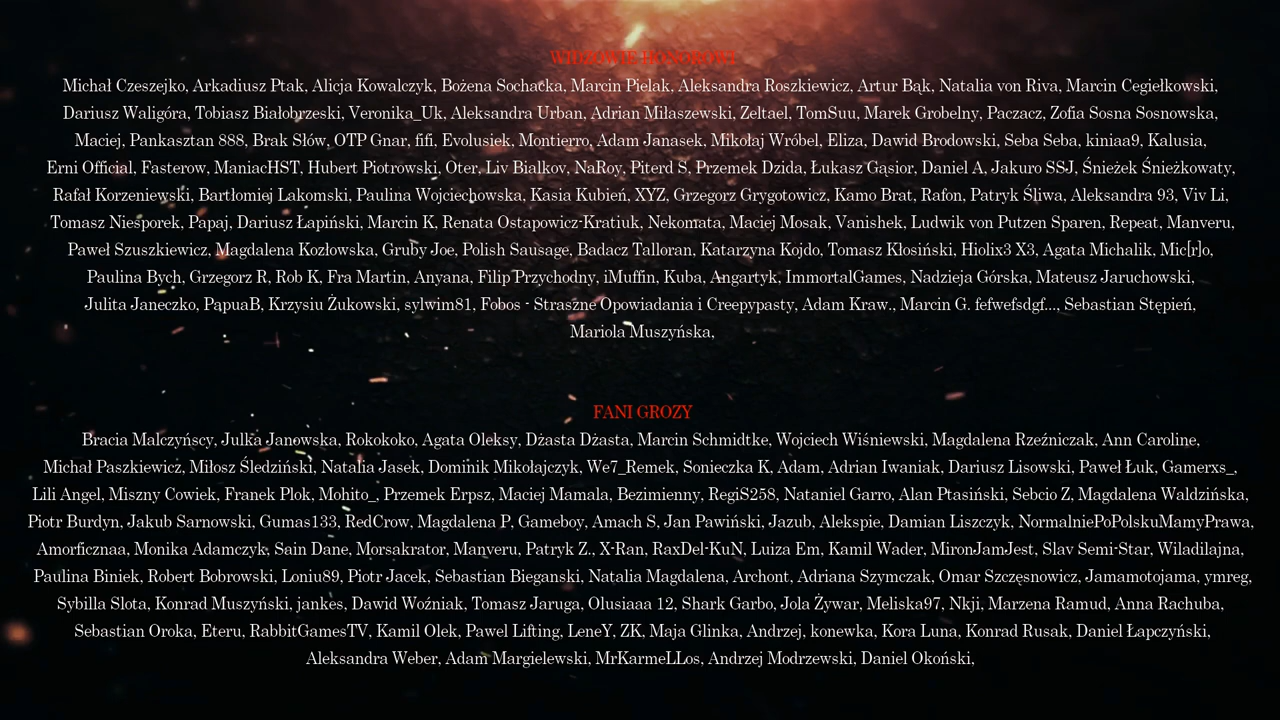 WIDZOWIE HONOROWI
Michał Czeszejko, Arkadiusz Ptak, Alicja Kowalczyk, Bożena Sochacka, Marcin Pielak, Aleksandra Roszkiewicz, Artur Bąk, Natalia von Riva, Marcin Cegiełkowski,
Dariusz Waligóra, Tobiasz Białobrzeski, Veronika_Uk, Aleksandra Urban, Adrian Miłaszewski, Zeltael, TomSuu, Marek Grobelny, Paczacz, Zofia Sosna Sosnowska,
Maciej, Pankasztan 888, Brak Słów, OTP Gnar, fifi, Evolusiek, Montierro, Adam Janasek, Mikołaj Wróbel, Eliza, Dawid Brodowski, Seba Seba, kiniaa9, Kalusia,
Erni Official, Fasterow, ManiacHST, Hubert Piotrowski, Oter, Liv Bialkov, NaRoy, Piterd S, Przemek Dzida, Łukasz Gąsior, Daniel A, Jakuro SSJ, Śnieżek Śnieżkowaty,
Rafał Korzeniewski, Bartłomiej Lakomski, Paulina Wojciechowska, Kasia Kubień, XYZ, Grzegorz Grygotowicz, Kamo Brat, Rafon, Patryk Śliwa, Aleksandra 93, Viv Li,
Tomasz Niesporek, Papaj, Dariusz Łapiński, Marcin K, Renata Ostapowicz-Kratiuk, Nekomata, Maciej Mosak, Vanishek, Ludwik von Putzen Sparen, Repeat, Manveru,
Paweł Szuszkiewicz, Magdalena Kozłowska, Gruby Joe, Polish Sausage, Badacz Talloran, Katarzyna Kojdo, Tomasz Kłosiński, Hiolix3 X3, Agata Michalik, Mic[r]o,
Paulina Bych, Grzegorz R, Rob K, Fra Martin, Anyana, Filip Przychodny, iMuffin, Kuba, Angartyk, ImmortalGames, Nadzieja Górska, Mateusz Jaruchowski,
Julita Janeczko, PapuaB, Krzysiu Żukowski, sylwim81, Fobos - Straszne Opowiadania i Creepypasty, Adam Kraw., Marcin G. fefwefsdgf..., Sebastian Stępień,
Mariola Muszyńska,
FANI GROZY
Bracia Malczyńscy, Julka Janowska, Rokokoko, Agata Oleksy, Dżasta Dżasta, Marcin Schmidtke, Wojciech Wiśniewski, Magdalena Rzeźniczak, Ann Caroline,
Michał Paszkiewicz, Miłosz Śledziński, Natalia Jasek, Dominik Mikołajczyk, We7_Remek, Sonieczka K, Adam, Adrian Iwaniak, Dariusz Lisowski, Paweł Łuk, Gamerxs_,
Lili Angel, Miszny Cowiek, Franek Plok, Mohito_, Przemek Erpsz, Maciej Mamala, Bezimienny, RegiS258, Nataniel Garro, Alan Ptasiński, Sebcio Z, Magdalena Waldzińska,
Piotr Burdyn, Jakub Sarnowski, Gumas133, RedCrow, Magdalena P, Gameboy, Amach S, Jan Pawiński, Jazub, Alekspie, Damian Liszczyk, NormalniePoPolskuMamyPrawa,
Amorficznaa, Monika Adamczyk, Sain Dane, Morsakrator, Manveru, Patryk Z., X-Ran, RaxDel-KuN, Luiza Em, Kamil Wader, MironJamJest, Slav Semi-Star, Wiladilajna,
Paulina Biniek, Robert Bobrowski, Loniu89, Piotr Jacek, Sebastian Bieganski, Natalia Magdalena, Archont, Adriana Szymczak, Omar Szczęsnowicz, Jamamotojama, ymreg,
Sybilla Slota, Konrad Muszyński, jankes, Dawid Woźniak, Tomasz Jaruga, Olusiaaa 12, Shark Garbo, Jola Żywar, Meliska97, Nkji, Marzena Ramud, Anna Rachuba,
Sebastian Oroka, Eteru, RabbitGamesTV, Kamil Olek, Pawel Lifting, LeneY, ZK, Maja Glinka, Andrzej, konewka, Kora Luna, Konrad Rusak, Daniel Łapczyński,
Aleksandra Weber, Adam Margielewski, MrKarmeLLos, Andrzej Modrzewski, Daniel Okoński,